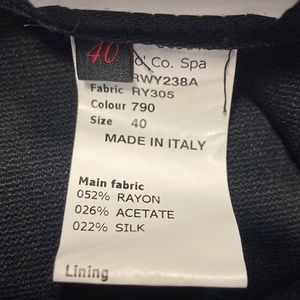 40
o' Co. Spa
RWY238A
Fabric RY305
Colour 790
Size 40
MADE IN ITALY
Main fabric
052% RAYON
026% ACETATE
022% SILK
Lining